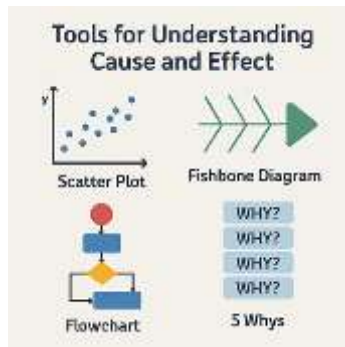 Tools for Understanding
Cause and Effect
y
Scatter Plot
Fishbone Diagram
WHY?
WHY?
WHY?
WHY?
Flowchart
5 Whys